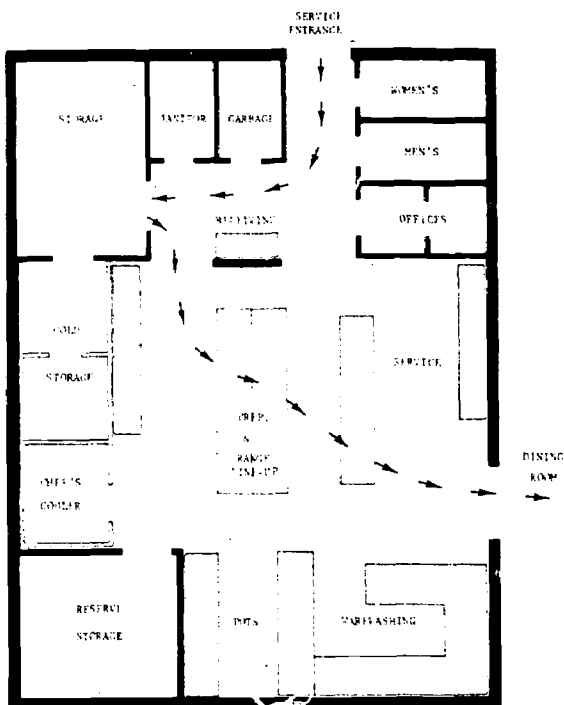 SERVICE
ENTRANCE
STORAGE
JANITOR
GARBAGE
WOMEN'S
MEN'S
RECEIVING
OFFICES
COLD
STORAGE
SERVICE
PREP.
&
RANGE
LINE-UP
DINING
ROOM
CHEF'S
COOLER
RESERVE
STORAGE
POTS
WAREWASHING